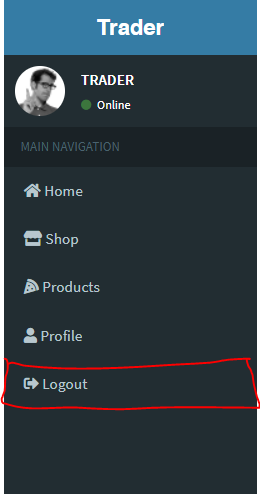 Trader
TRADER
Online
MAIN NAVIGATION
Home
Shop
Products
Profile
Logout